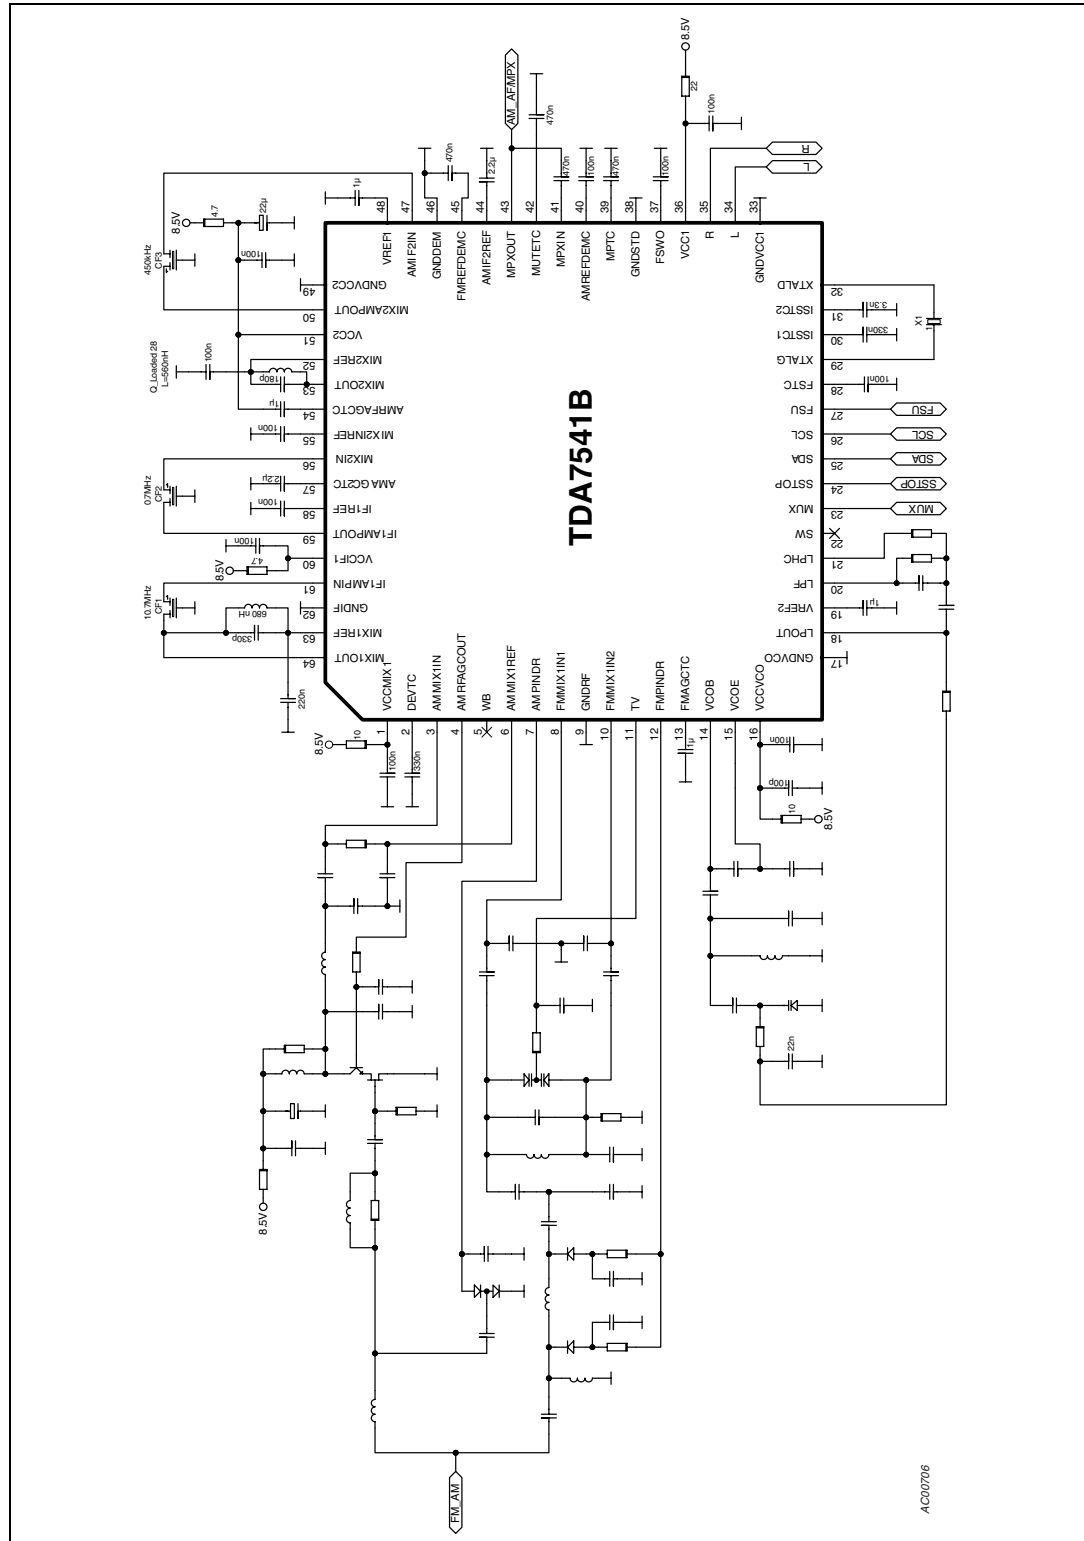 8.5V
22
100n
AM_AF/MPX
470n
R
L
1µ
470n
2.2µ
470n
100n
470n
100n
8.5V
4.7
22µ
100n
450kHz
CF3
48
47
46
45
44
43
42
41
40
39
38
37
36
35
34
33
VREF1
AMIF2IN
GNDDEM
FMREFDEMC
AMIF2REF
MPXOUT
MUTETC
MPXIN
AMREFDEMC
MPTC
GNDSTD
FSWO
VCC1
R
L
GNDVCC1
49
GNDVCC2
50
MIX2AMPOUT
51
VCC2
52
MIX2REF
53
MIX2OUT
54
AMRFAGCTC
55
MIX2INREF
56
MIX2IN
57
AMAGC2TC
58
IF1REF
59
IF1AMPOUT
60
VCCIF1
61
IF1AMPIN
62
GNDIF
63
MIX1REF
64
MIX1OUT
Q_Loaded 28
L=560nH
100n
180p
1µ
100n
0.7MHz
CF2
2.2µ
100n
100n
8.5V
4.7
10.7MHz
CF1
680 nH
330p
220n
TDA7541B
XTALD
32
ISSTC2
31
ISSTC1
30
XTALG
29
FSTC
28
FSU
27
SCL
26
SDA
25
SSTOP
24
MUX
23
SW
22
LPHC
21
LPF
20
VREF2
19
LPOUT
18
GNDVCO
17
3.3n
330n
X1
100n
FSU
SCL
SDA
SSTOP
MUX
1µ
VCCMIX1
DEVTC
AMMIX1IN
AMRFAGCOUT
WB
AMMIX1REF
AMPINDR
FMMIX1IN1
GNDRF
FMMIX1IN2
TV
FMPINDR
FMAGCTC
VCOB
VCOE
VCCVCO
1
2
3
4
5
6
7
8
9
10
11
12
13
14
15
16
8.5V
10
100n
330n
1µ
100n
100p
10
8.5V
22n
8.5V
FM_AM
AC00706